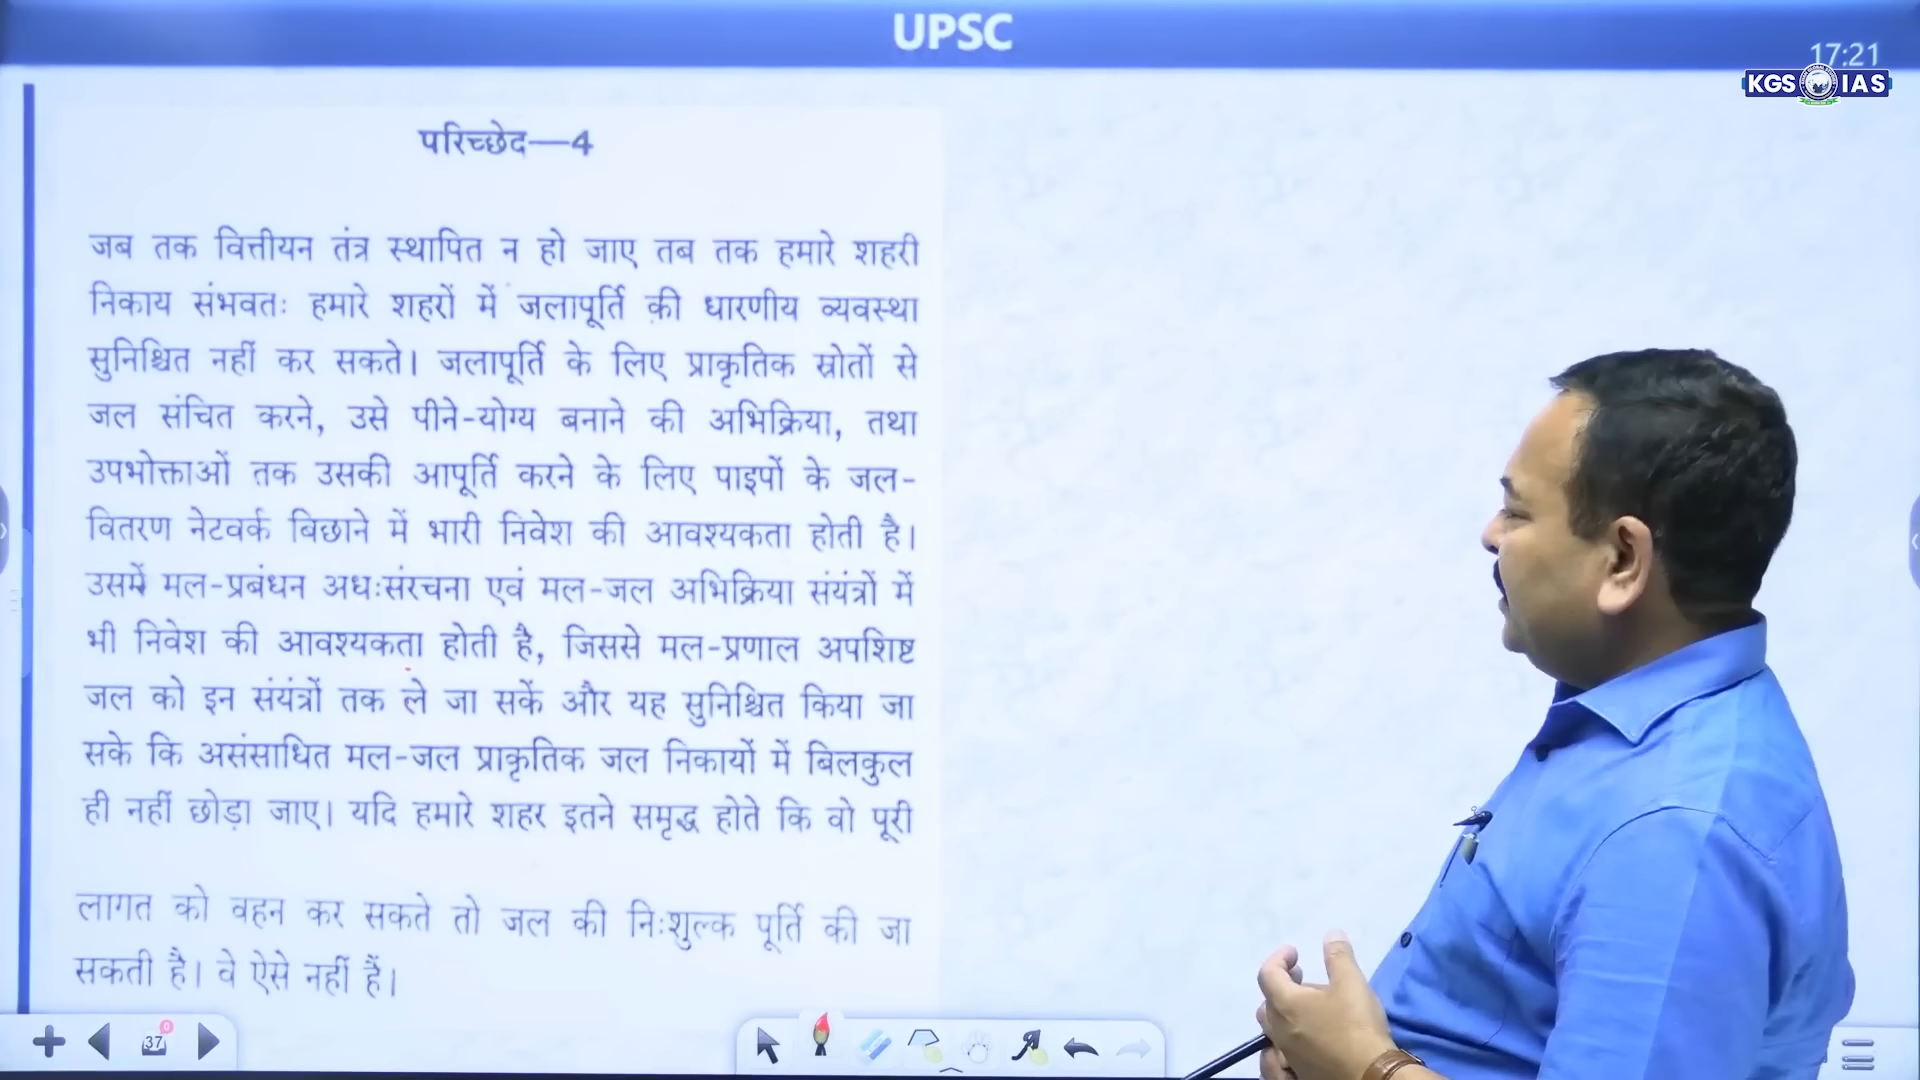 UPSC
17:21
KGS IAS
परिच्छेद—4
जब तक वित्तीयन तंत्र स्थापित न हो जाए तब तक हमारे शहरी
निकाय संभवतः हमारे शहरों में जलापूर्ति की धारणीय व्यवस्था
सुनिश्चित नहीं कर सकते। जलापूर्ति के लिए प्राकृतिक स्रोतों से
जल संचित करने, उसे पीने-योग्य बनाने की अभिक्रिया, तथा
उपभोक्ताओं तक उसकी आपूर्ति करने के लिए पाइपों के जल-
वितरण नेटवर्क बिछाने में भारी निवेश की आवश्यकता होती है।
उसमें मल-प्रबंधन अधःसंरचना एवं मल-जल अभिक्रिया संयंत्रों में
भी निवेश की आवश्यकता होती है, जिससे मल-प्रणाल अपशिष्ट
जल को इन संयंत्रों तक ले जा सकें और यह सुनिश्चित किया जा
सके कि असंसाधित मल-जल प्राकृतिक जल निकायों में बिलकुल
ही नहीं छोड़ा जाए। यदि हमारे शहर इतने समृद्ध होते कि वो पूरी
लागत को वहन कर सकते तो जल की निःशुल्क पूर्ति की जा
सकती है। वे ऐसे नहीं हैं।
37
0